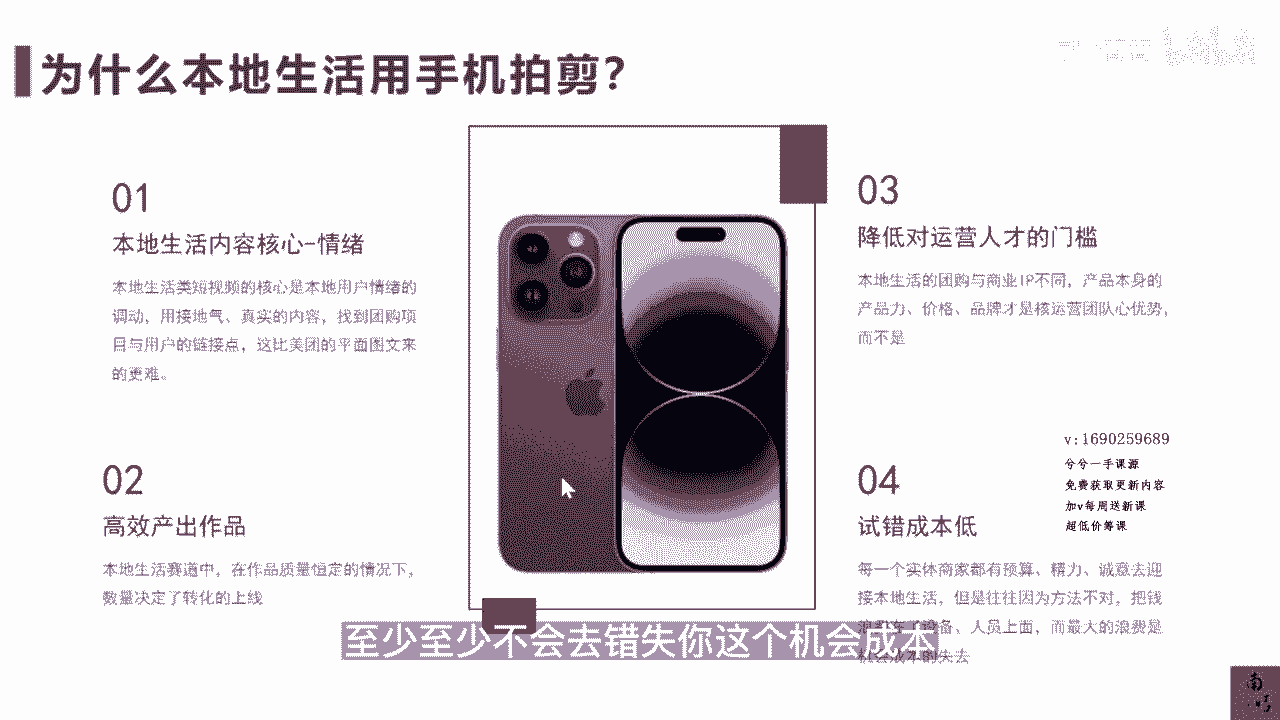 为什么本地生活用手机拍剪？
01
本地生活内容核心-情绪
本地生活类短视频的核心是本地用户情绪的
调动，用接地气、真实的内容，找到团购项
目与用户的链接点，这比美团的平面图文来
的更难。
02
高效产出作品
本地生活赛道中，在作品质量恒定的情况下，
数量决定了转化的上线
03
降低对运营人才的门槛
本地生活的团购与商业IP不同，产品本身的
产品力、价格、品牌才是核运营团队心优势，
而不是
v:1690259689
兮兮一手课源
免费获取更新内容
加v每周送新课
超低价筹课
04
试错成本低
每一个实体商家都有预算、精力、诚意去迎
接本地生活，但是往往因为方法不对，把钱
设备、人员上面，而最大的浪费是
机会成本的失去
至少至少不会去错失你这个机会成本